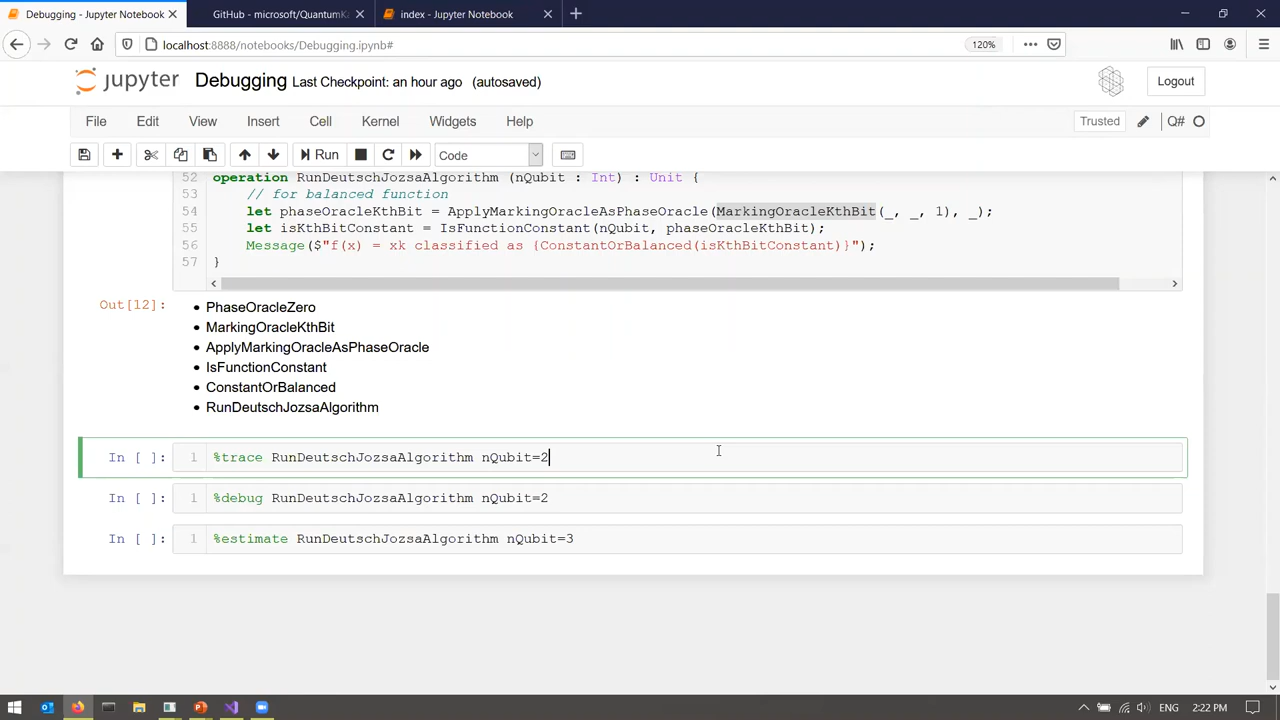 Debugging - Jupyter Notebook
GitHub - microsoft/QuantumKa
index - Jupyter Notebook
localhost:8888/notebooks/Debugging.ipynb#
120%
jupyter
Debugging Last Checkpoint: an hour ago (autosaved)
Logout
File Edit View Insert Cell Kernel Widgets Help
Trusted
Q#
Run
Code
52 operation RunDeutschJozsaAlgorithm (nQubit : Int) : Unit {
53 // for balanced function
54 let phaseOracleKthBit = ApplyMarkingOracleAsPhaseOracle(MarkingOracleKthBit(_, _, 1), _);
55 let isKthBitConstant = IsFunctionConstant(nQubit, phaseOracleKthBit);
56 Message($"f(x) = xk classified as {ConstantOrBalanced(isKthBitConstant)}");
57 }
Out[12]:
• PhaseOracleZero
• MarkingOracleKthBit
• ApplyMarkingOracleAsPhaseOracle
• IsFunctionConstant
• ConstantOrBalanced
• RunDeutschJozsaAlgorithm
In [ ]: 1 %trace RunDeutschJozsaAlgorithm nQubit=2
In [ ]: 1 %debug RunDeutschJozsaAlgorithm nQubit=2
In [ ]: 1 %estimate RunDeutschJozsaAlgorithm nQubit=3
ENG 2:22 PM